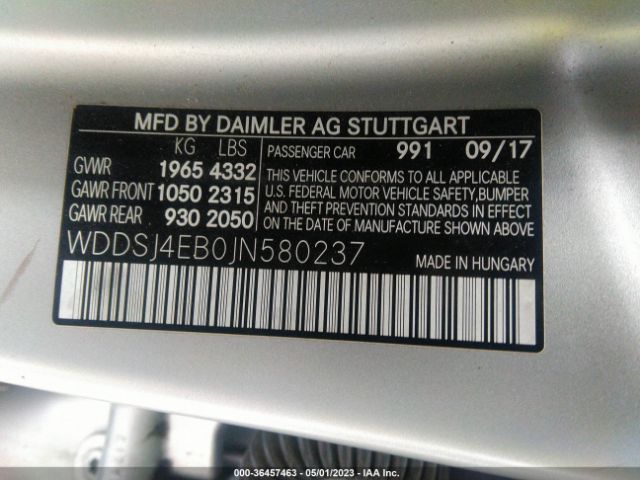 MFD BY DAIMLER AG STUTTGART
KG LBS
GVWR 1965 4332
GAWR FRONT 1050 2315
GAWR REAR 930 2050
PASSENGER CAR 991 09/17
THIS VEHICLE CONFORMS TO ALL APPLICABLE
U.S. FEDERAL MOTOR VEHICLE SAFETY,BUMPER
AND THEFT PREVENTION STANDARDS IN EFFECT
ON THE DATE OF MANUFACTURE SHOWN ABOVE
WDDSJ4EB0JN580237
MADE IN HUNGARY
000-36457463 - 05/01/2023 - IAA Inc.